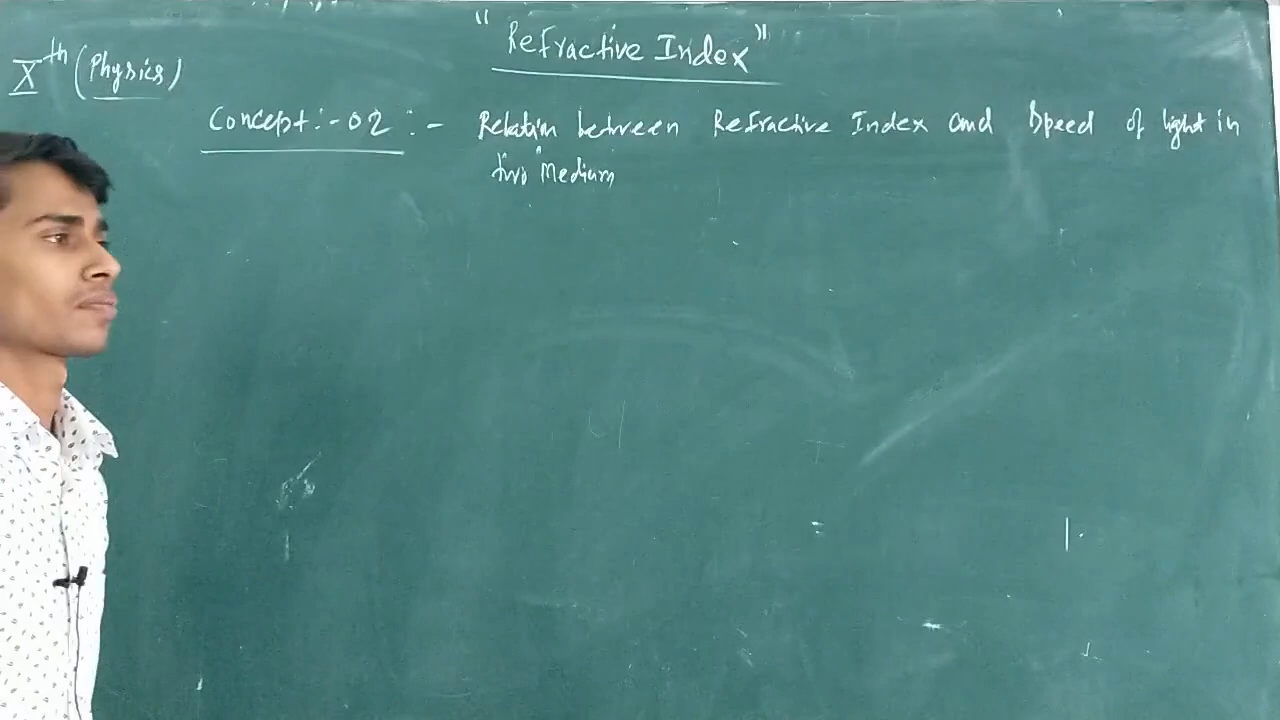 "Refractive Index"
Xth (Physics)
Concept:-02 :- Relation between Refractive Index and Speed of light in
two Medium